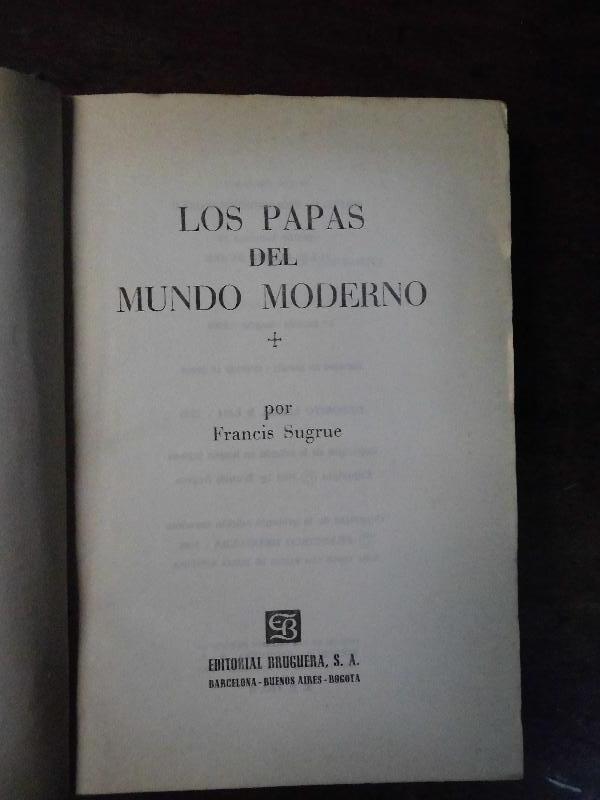 LOS PAPAS
DEL
MUNDO MODERNO
+
por
Francis Sugrue
EB
EDITORIAL BRUGUERA, S. A.
BARCELONA - BUENOS AIRES - BOGOTA